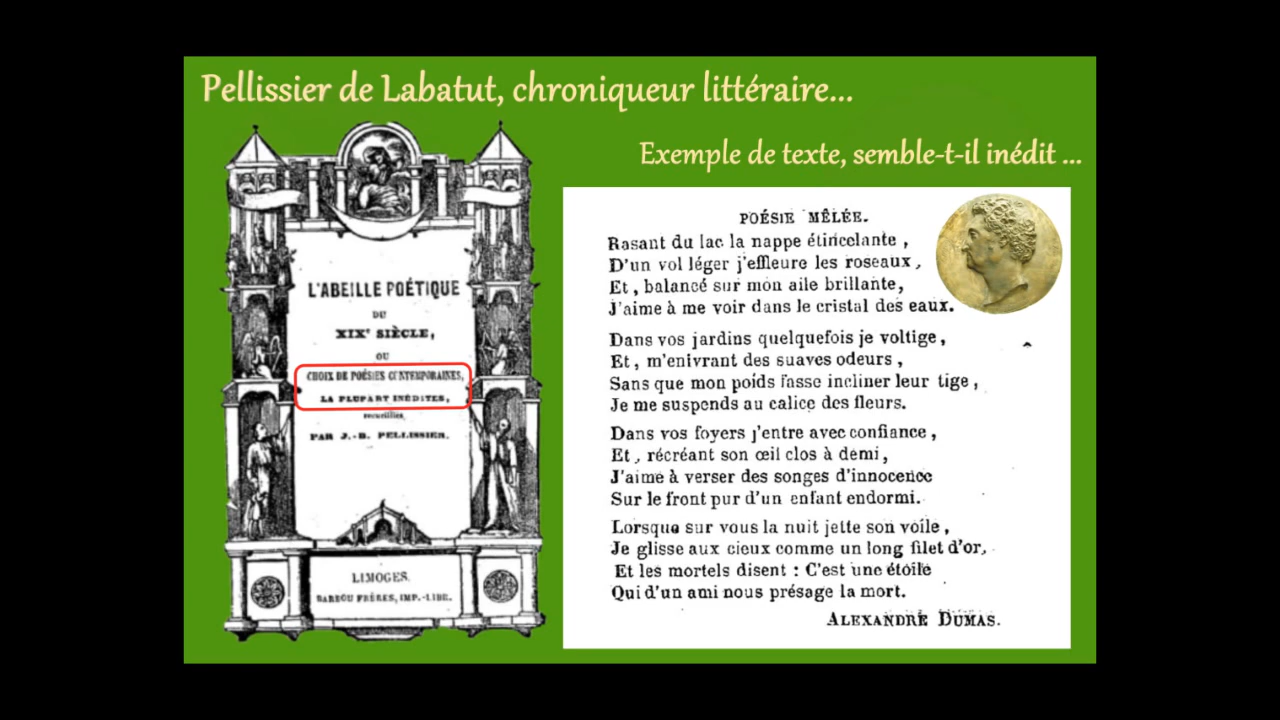 Pellissier de Labatut, chroniqueur littéraire...
Exemple de texte, semble-t-il inédit ...
L'ABEILLE POÉTIQUE
DU
XIXᵉ SIÈCLE,
OU
CHOIX DE POÉSIES CONTEMPORAINES,
LA PLUPART INÉDITES,
recueillies
PAR J.-B. PELLISSIER.
LIMOGES.
BARBOU FRÈRES, IMP.-LIBR.
POÉSIE MÊLÉE.
Rasant du lac la nappe étincelante,
D'un vol léger j'effleure les roseaux,
Et, balancé sur mon aile brillante,
J'aime à me voir dans le cristal des eaux.
Dans vos jardins quelquefois je voltige,
Et, m'enivrant des suaves odeurs,
Sans que mon poids fasse incliner leur tige,
Je me suspends au calice des fleurs.
Dans vos foyers j'entre avec confiance,
Et, récréant son œil clos à demi,
J'aime à verser des songes d'innocence
Sur le front pur d'un enfant endormi.
Lorsque sur vous la nuit jette son voile,
Je glisse aux cieux comme un long filet d'or,
Et les mortels disent : C'est une étoile
Qui d'un ami nous présage la mort.
ALEXANDRE DUMAS.